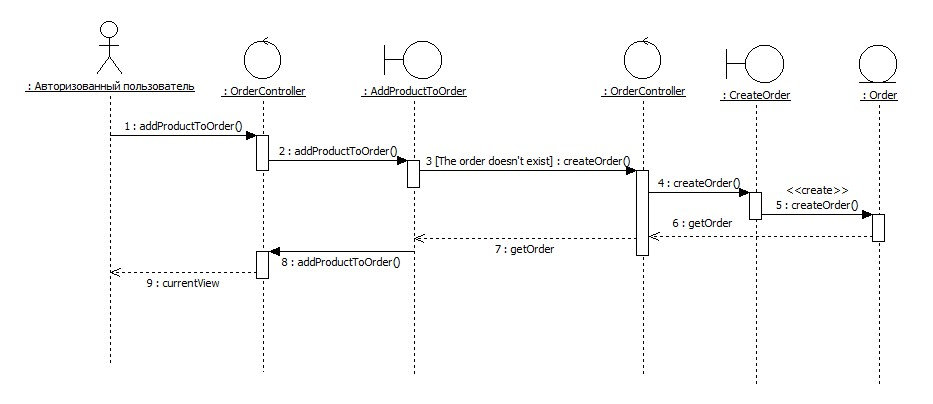 : Авторизованный пользователь
: OrderController
: AddProductToOrder
: OrderController
: CreateOrder
: Order
1 : addProductToOrder()
2 : addProductToOrder()
3 [The order doesn't exist] : createOrder()
4 : createOrder()
<<create>>
5 : createOrder()
6 : getOrder
7 : getOrder
8 : addProductToOrder()
9 : currentView